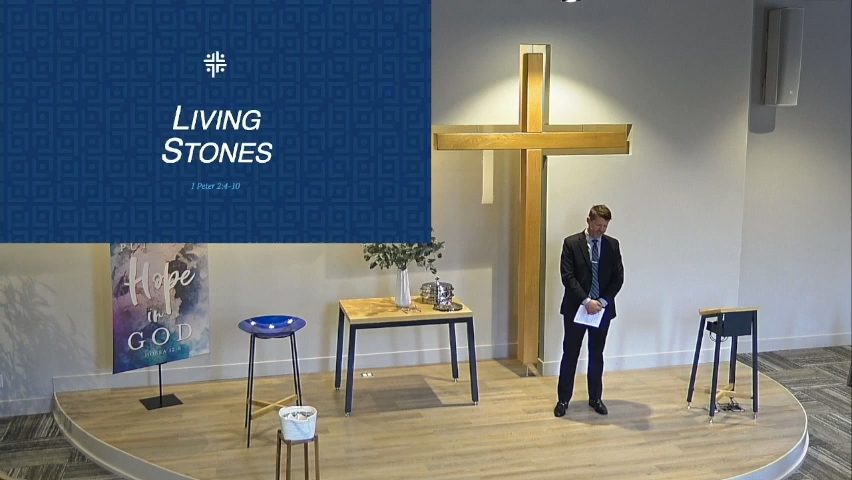 LIVING
STONES
1 Peter 2:4-10
Hope
in
GOD